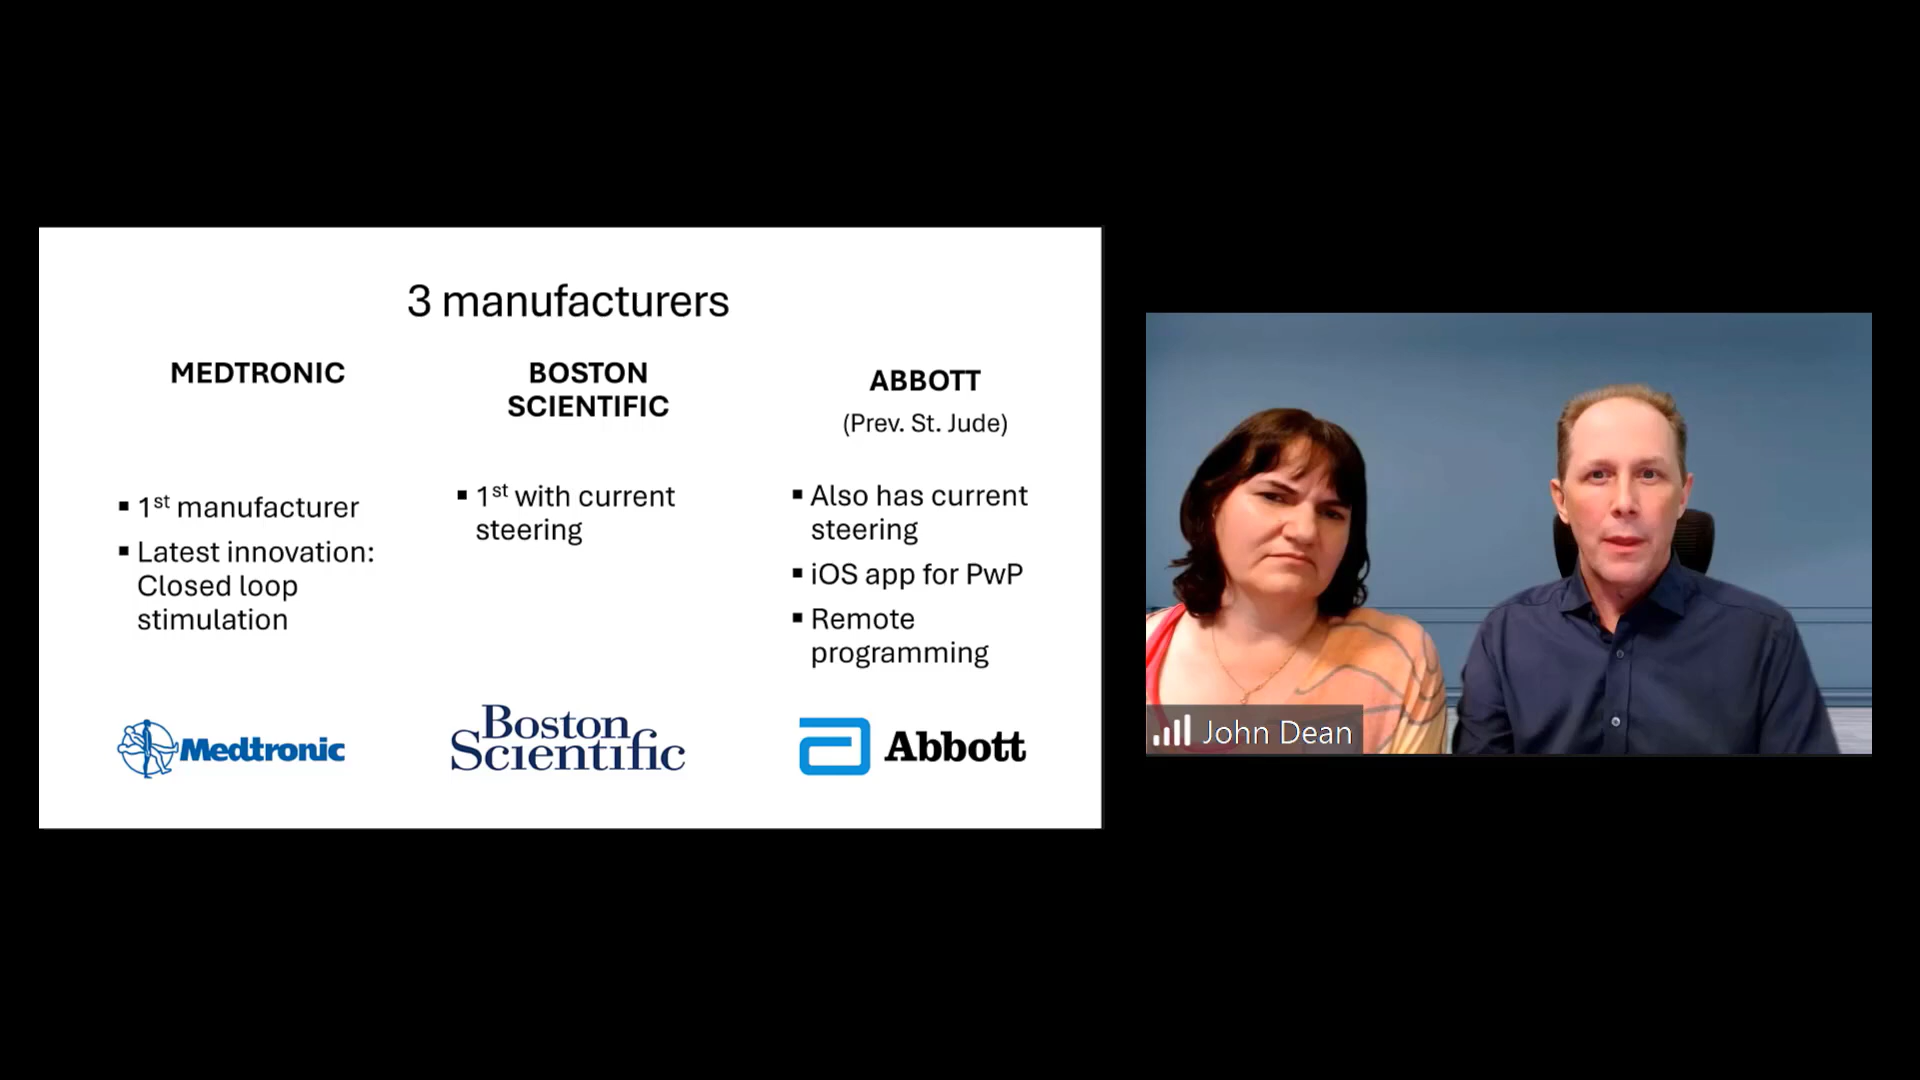 3 manufacturers
MEDTRONIC
▪ 1st manufacturer
▪ Latest innovation:
Closed loop
stimulation
Medtronic
BOSTON
SCIENTIFIC
▪ 1st with current
steering
Boston
Scientific
ABBOTT
(Prev. St. Jude)
▪ Also has current
steering
▪ iOS app for PwP
▪ Remote
programming
Abbott
John Dean